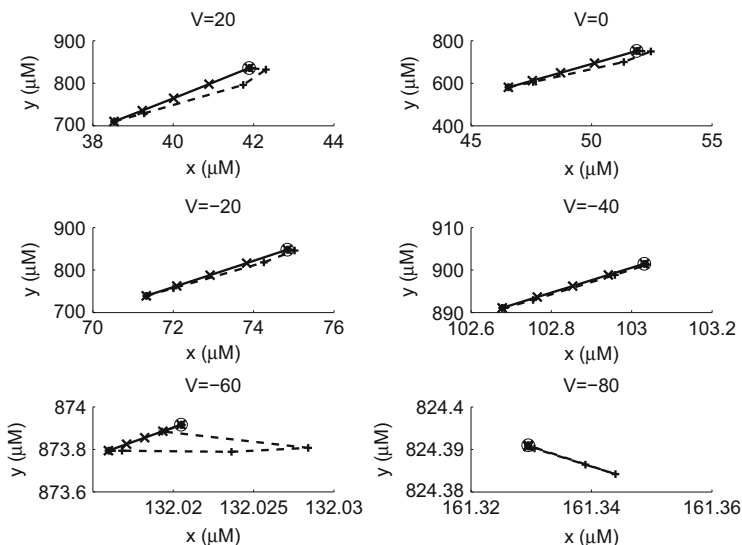 V=20
V=0
y (μM)
900
800
700
38
40
42
44
x (μM)
y (μM)
800
600
400
45
50
55
x (μM)
V=−20
V=−40
y (μM)
900
800
700
70
72
74
76
x (μM)
y (μM)
910
900
890
102.6
102.8
103
103.2
x (μM)
V=−60
V=−80
y (μM)
874
873.8
873.6
132.02
132.025
132.03
x (μM)
y (μM)
824.4
824.39
824.38
161.32
161.34
161.36
x (μM)